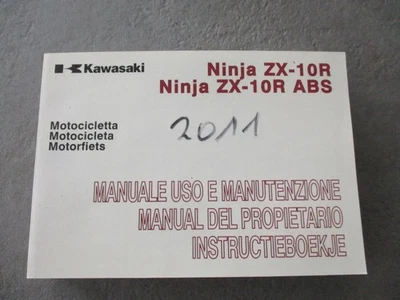 Kawasaki
Ninja ZX-10R
Ninja ZX-10R ABS
Motocicletta
Motocicleta
Motorfiets
2011
MANUALE USO E MANUTENZIONE
MANUAL DEL PROPIETARIO
INSTRUCTIEBOEKJE